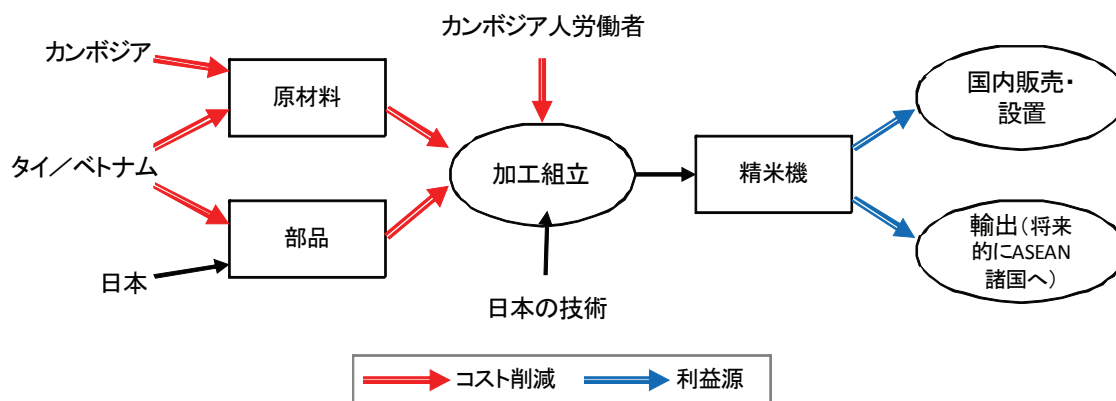 カンボジア人労働者
カンボジア
原材料
国内販売・
設置
タイ／ベトナム
加工組立
精米機
部品
輸出（将来
的にASEAN
諸国へ）
日本
日本の技術
コスト削減
利益源